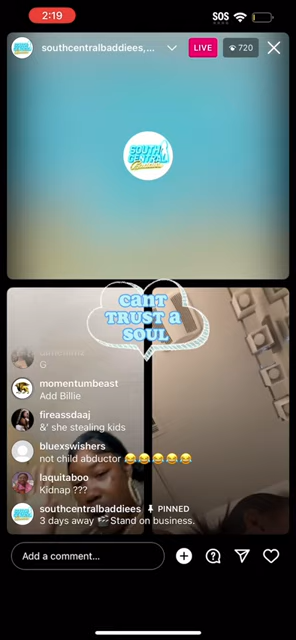 2:19
SOS
southcentralbaddiees,...
LIVE
720
SOUTH
CENTRAL
CAN'T
TRUST A
SOUL
G
momentumbeast
Add Billie
fireassdaaj
&' she stealing kids
bluexswishers
not child abductor 😂😂😂😂😂
laquitaboo
Kidnap ???
southcentralbaddiees PINNED
3 days away 🎬Stand on business.
Add a comment...